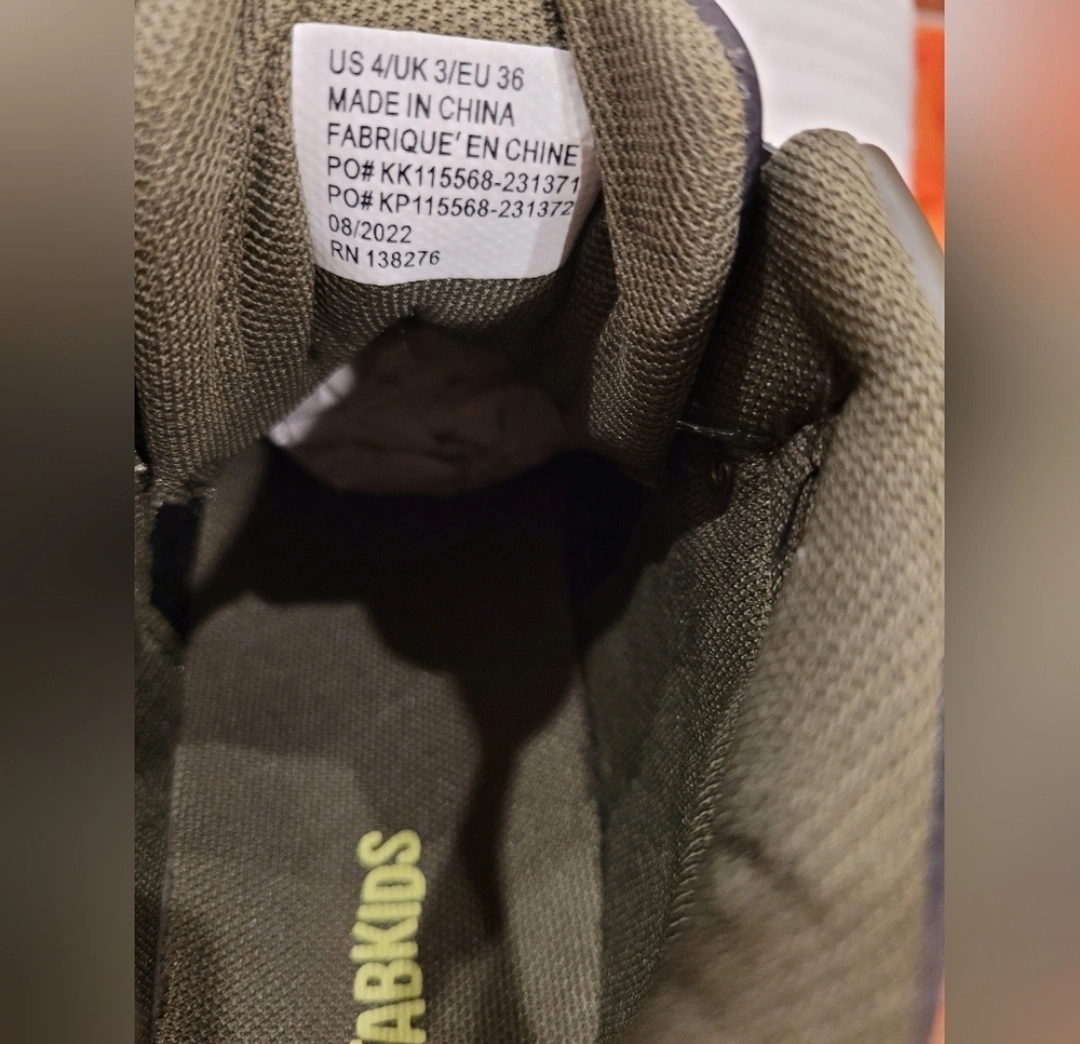 US 4/UK 3/EU 36
MADE IN CHINA
FABRIQUE' EN CHINE
PO# KK115568-231371
PO# KP115568-231372
08/2022
RN 138276
FABKIDS